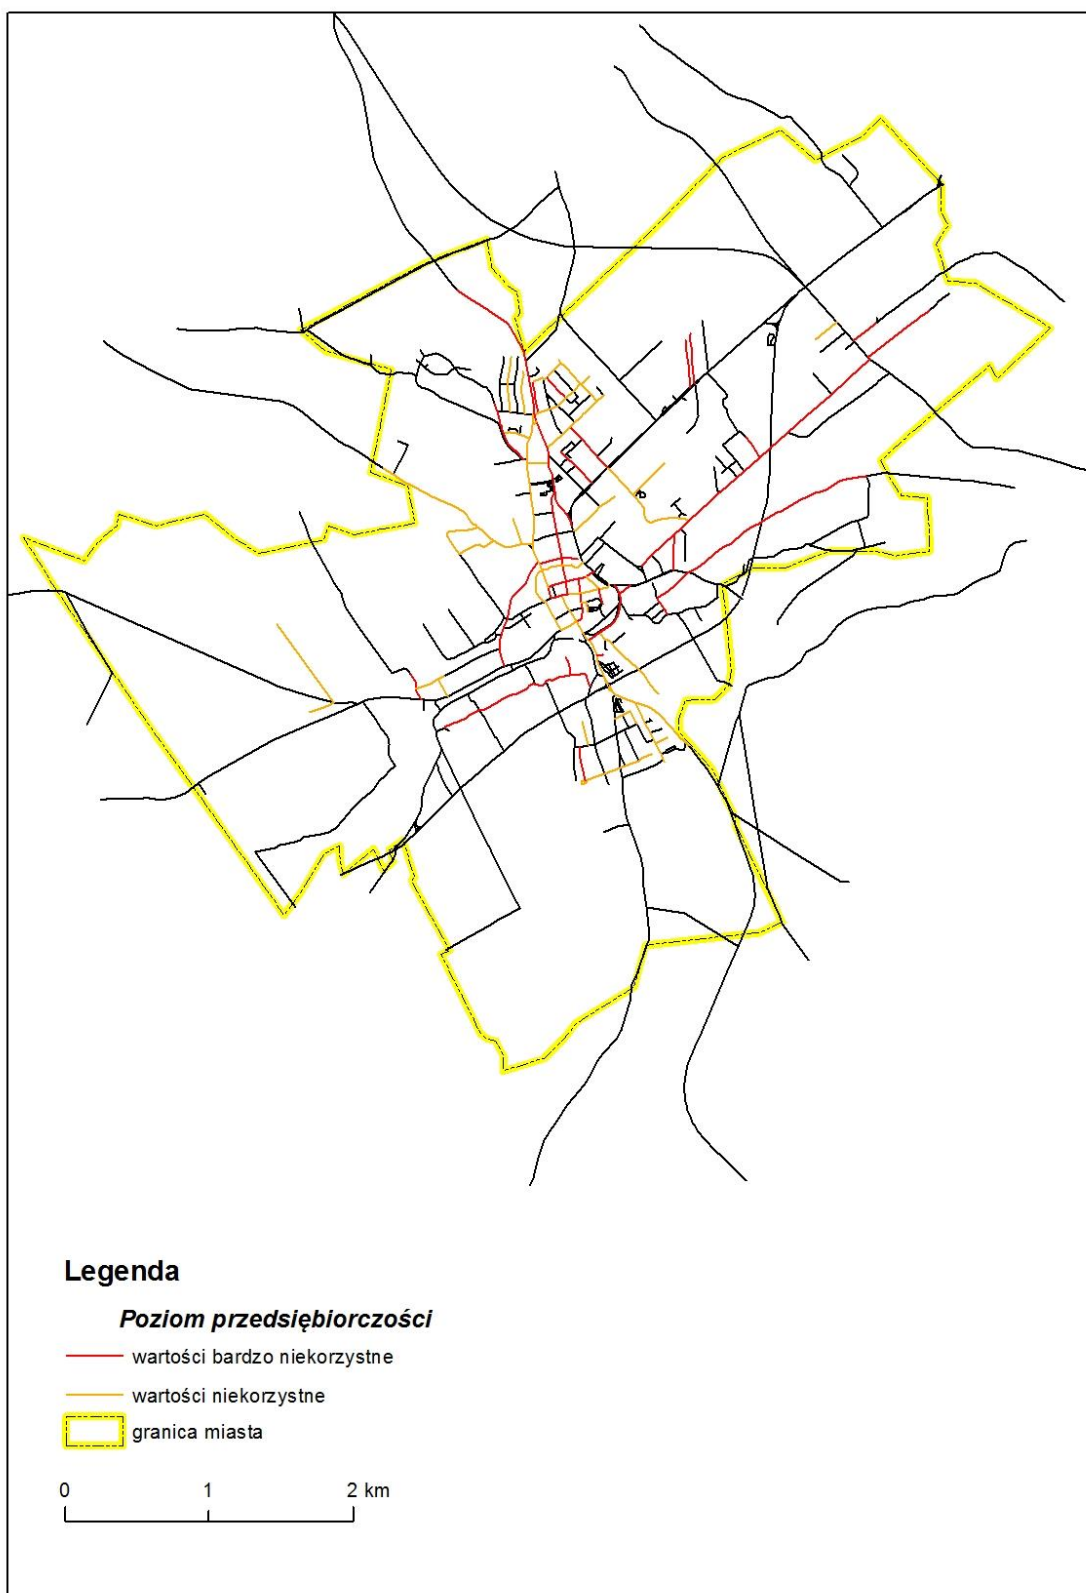 Legenda
Poziom przedsiębiorczości
wartości bardzo niekorzystne
wartości niekorzystne
granica miasta
0 1 2 km